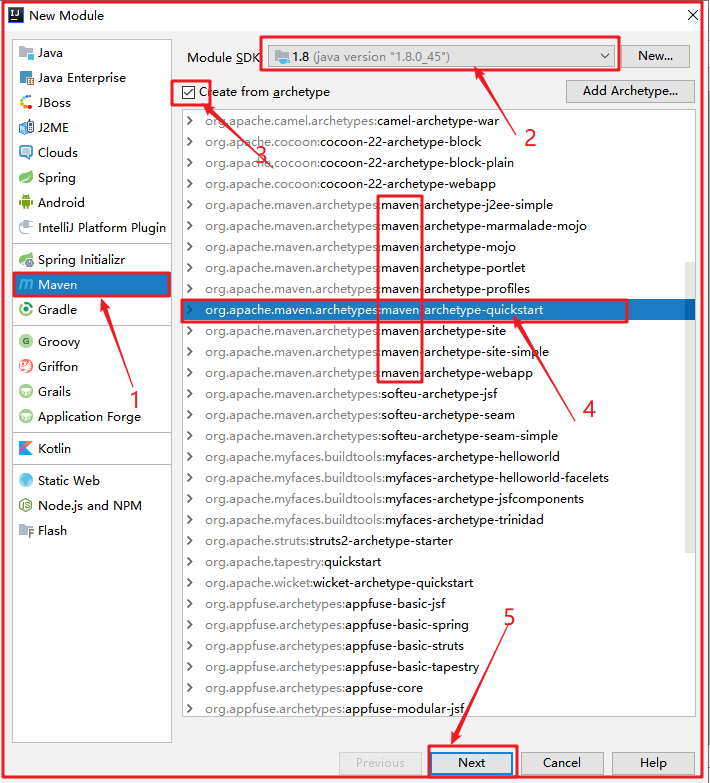 New Module
Java
Java Enterprise
JBoss
J2ME
Clouds
Spring
Android
IntelliJ Platform Plugin
Spring Initializr
Maven
Gradle
Groovy
Griffon
Grails
Application Forge
Kotlin
Static Web
Node.js and NPM
Flash
1
Module SDK:
1.8 (java version "1.8.0_45")
New...
2
Create from archetype
3
Add Archetype...
org.apache.camel.archetypes:camel-archetype-war
org.apache.cocoon:cocoon-22-archetype-block
org.apache.cocoon:cocoon-22-archetype-block-plain
org.apache.cocoon:cocoon-22-archetype-webapp
org.apache.maven.archetypes:maven-archetype-j2ee-simple
org.apache.maven.archetypes:maven-archetype-marmalade-mojo
org.apache.maven.archetypes:maven-archetype-mojo
org.apache.maven.archetypes:maven-archetype-portlet
org.apache.maven.archetypes:maven-archetype-profiles
org.apache.maven.archetypes:maven-archetype-quickstart
org.apache.maven.archetypes:maven-archetype-site
org.apache.maven.archetypes:maven-archetype-site-simple
org.apache.maven.archetypes:maven-archetype-webapp
org.apache.maven.archetypes:softeu-archetype-jsf
4
org.apache.maven.archetypes:softeu-archetype-seam
org.apache.maven.archetypes:softeu-archetype-seam-simple
org.apache.myfaces.buildtools:myfaces-archetype-helloworld
org.apache.myfaces.buildtools:myfaces-archetype-helloworld-facelets
org.apache.myfaces.buildtools:myfaces-archetype-jsfcomponents
org.apache.myfaces.buildtools:myfaces-archetype-trinidad
org.apache.struts:struts2-archetype-starter
org.apache.tapestry:quickstart
org.apache.wicket:wicket-archetype-quickstart
org.appfuse.archetypes:appfuse-basic-jsf
5
org.appfuse.archetypes:appfuse-basic-spring
org.appfuse.archetypes:appfuse-basic-struts
org.appfuse.archetypes:appfuse-basic-tapestry
org.appfuse.archetypes:appfuse-core
org.appfuse.archetypes:appfuse-modular-jsf
Previous
Next
Cancel
Help